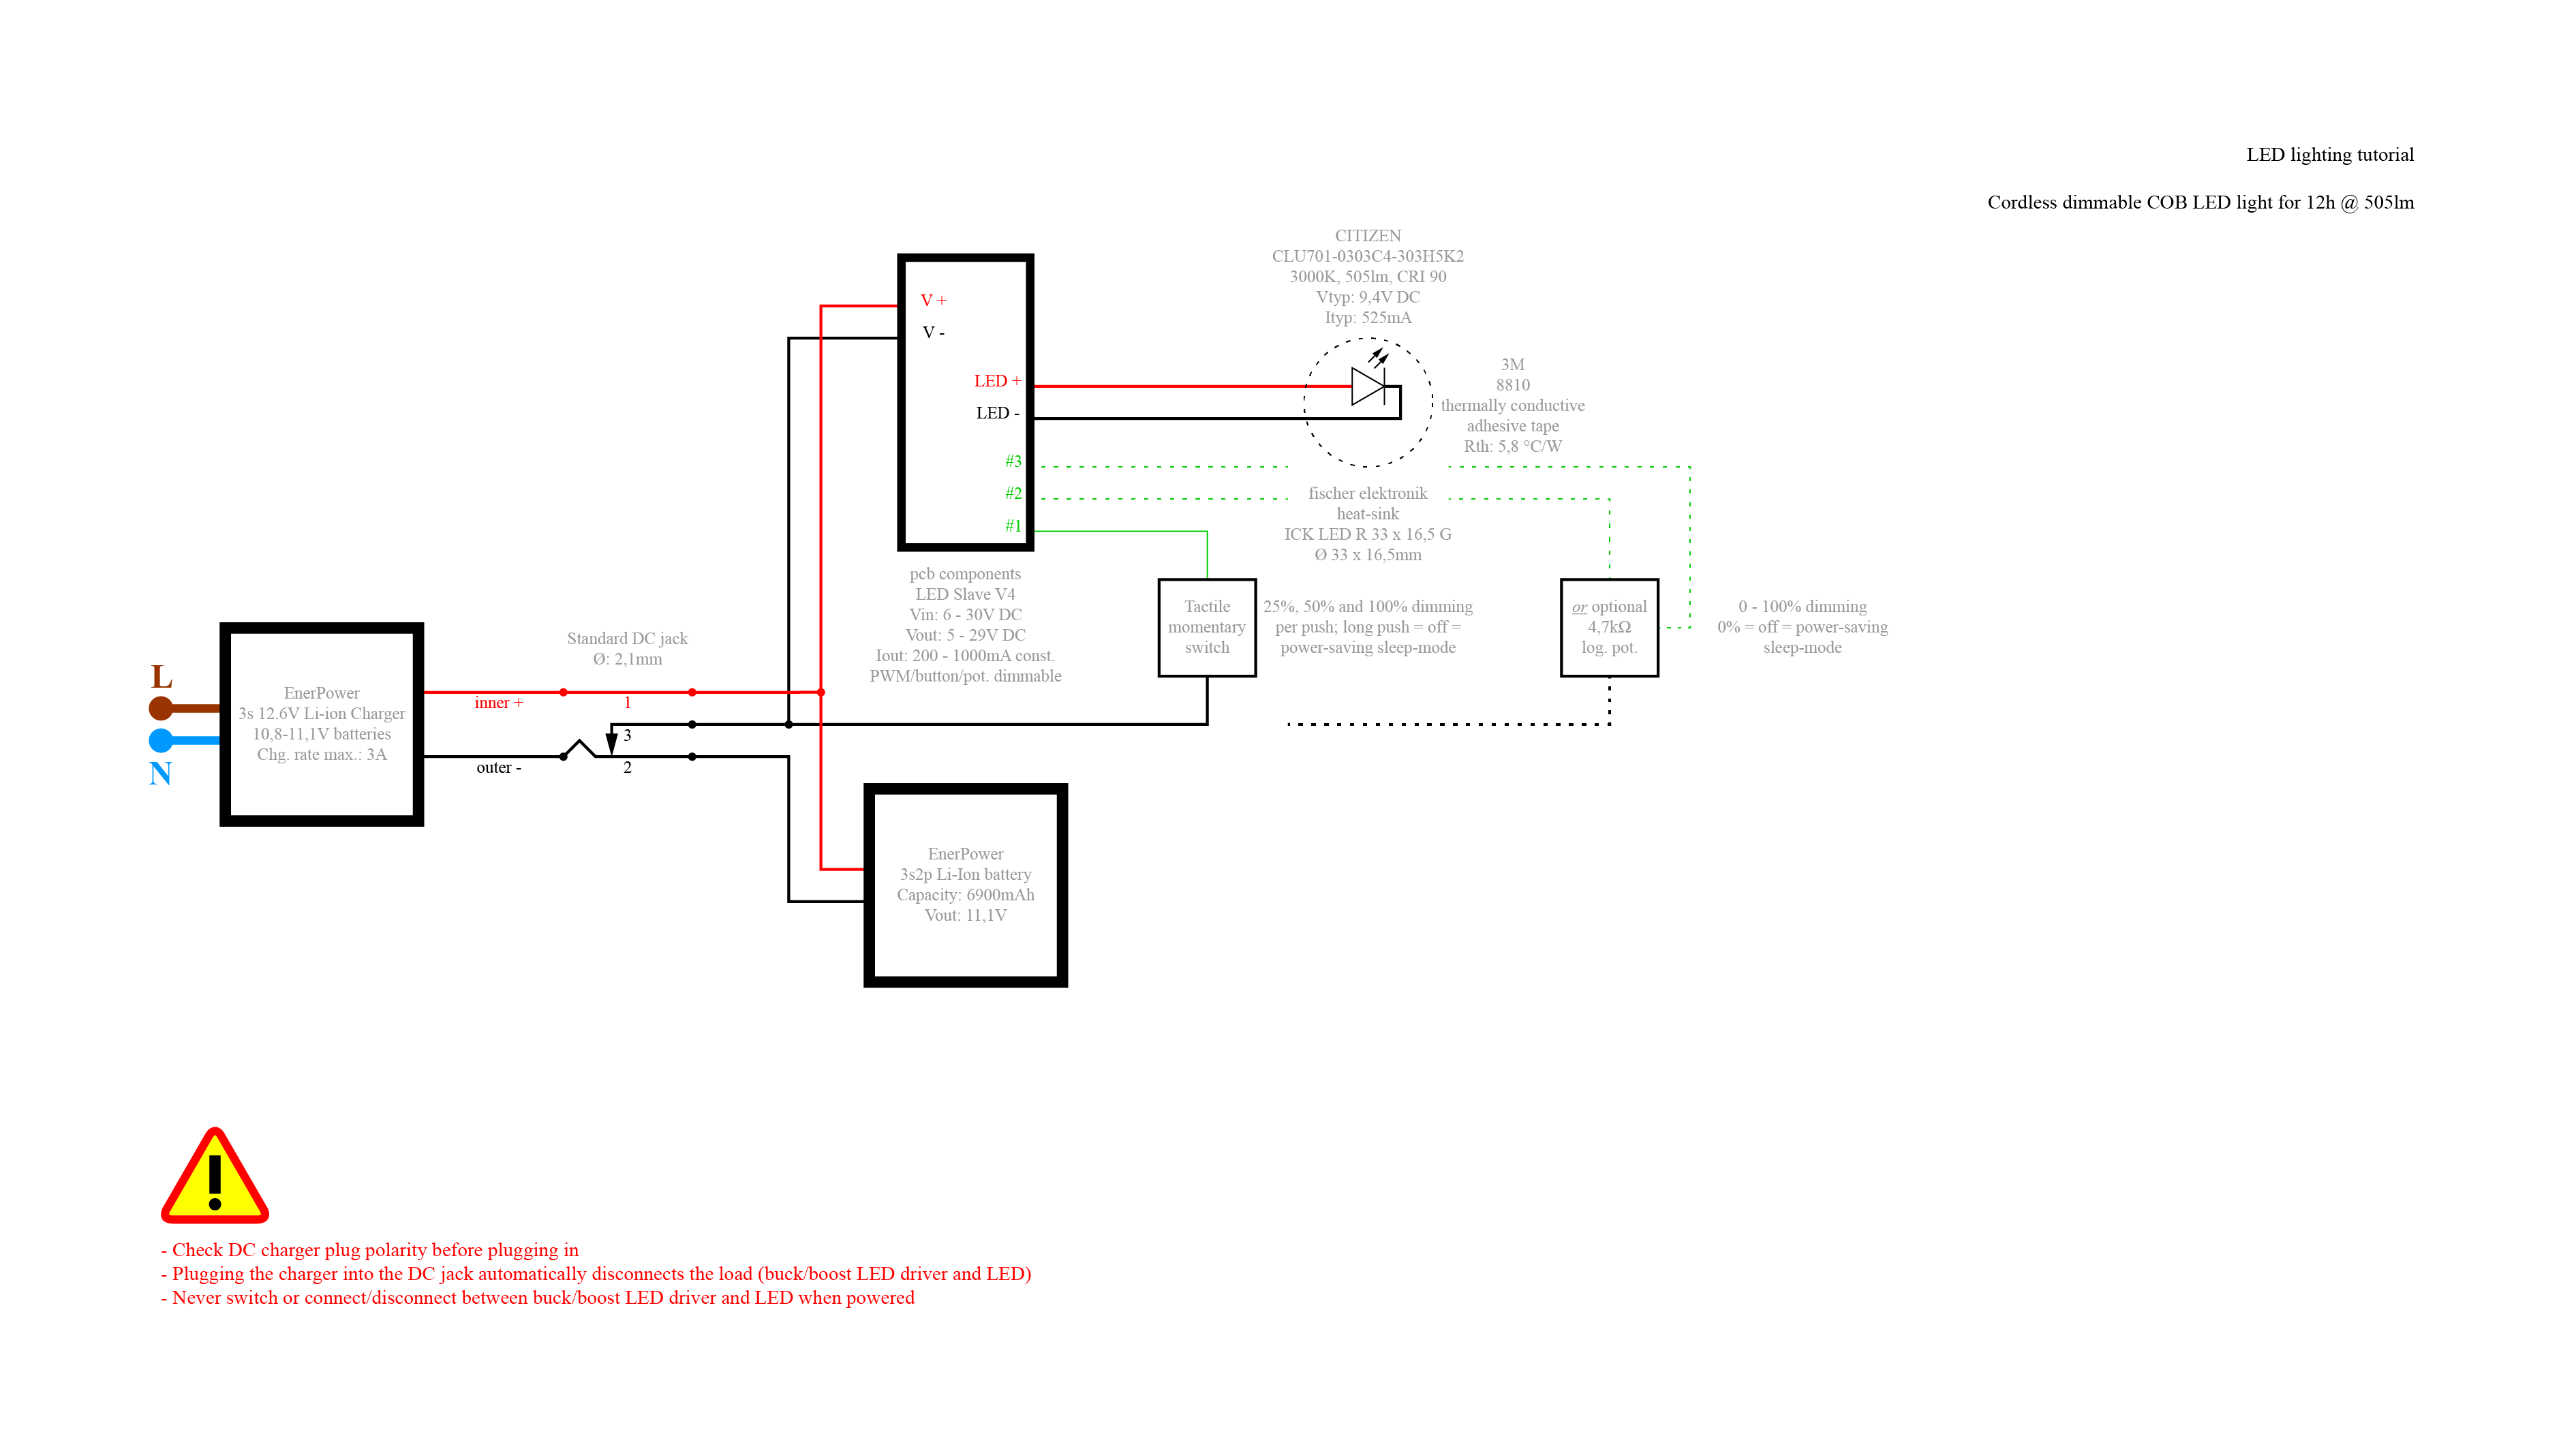 LED lighting tutorial
Cordless dimmable COB LED light for 12h @ 505lm
CITIZEN
CLU701-0303C4-303H5K2
3000K, 505lm, CRI 90
Vtyp: 9,4V DC
Ityp: 525mA
V +
V -
LED +
LED -
#3
#2
#1
3M
8810
thermally conductive
adhesive tape
Rth: 5,8 °C/W
fischer elektronik
heat-sink
ICK LED R 33 x 16,5 G
Ø 33 x 16,5mm
pcb components
LED Slave V4
Vin: 6 - 30V DC
Vout: 5 - 29V DC
Iout: 200 - 1000mA const.
PWM/button/pot. dimmable
Tactile
momentary
switch
25%, 50% and 100% dimming
per push; long push = off =
power-saving sleep-mode
or optional
4,7kΩ
log. pot.
0 - 100% dimming
0% = off = power-saving
sleep-mode
Standard DC jack
Ø: 2,1mm
L
N
EnerPower
3s 12.6V Li-ion Charger
10,8-11,1V batteries
Chg. rate max.: 3A
inner +
1
3
outer -
2
EnerPower
3s2p Li-Ion battery
Capacity: 6900mAh
Vout: 11,1V
- Check DC charger plug polarity before plugging in
- Plugging the charger into the DC jack automatically disconnects the load (buck/boost LED driver and LED)
- Never switch or connect/disconnect between buck/boost LED driver and LED when powered